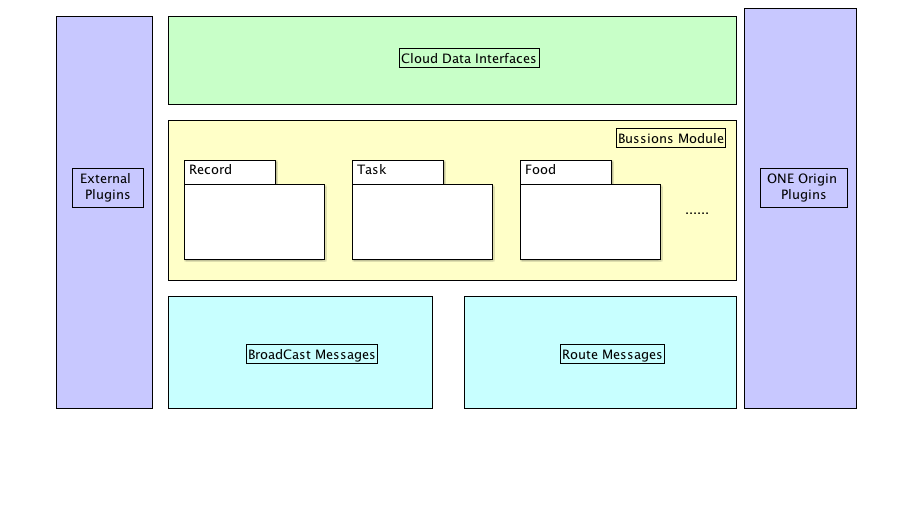 Cloud Data Interfaces
Bussions Module
Record
Task
Food
......
External
Plugins
ONE Origin
Plugins
BroadCast Messages
Route Messages